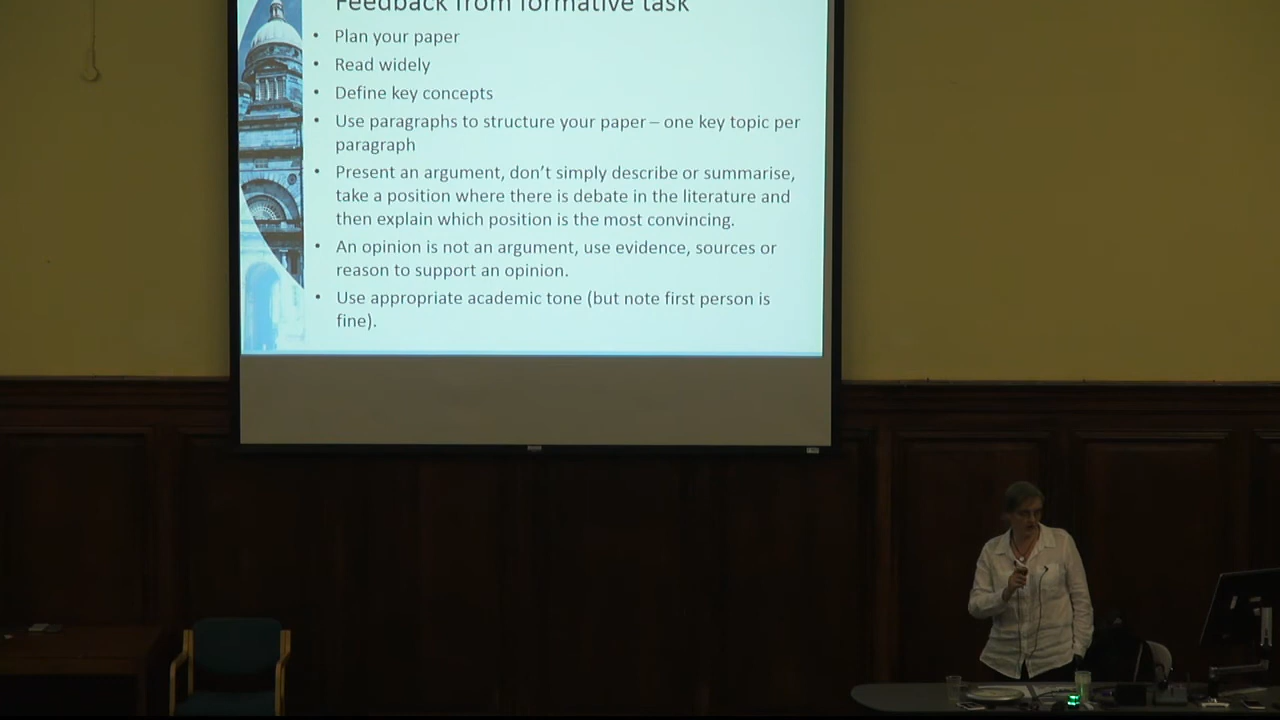 Feedback from formative task
• Plan your paper
• Read widely
• Define key concepts
• Use paragraphs to structure your paper – one key topic per
paragraph
• Present an argument, don’t simply describe or summarise,
take a position where there is debate in the literature and
then explain which position is the most convincing.
• An opinion is not an argument, use evidence, sources or
reason to support an opinion.
• Use appropriate academic tone (but note first person is
fine).